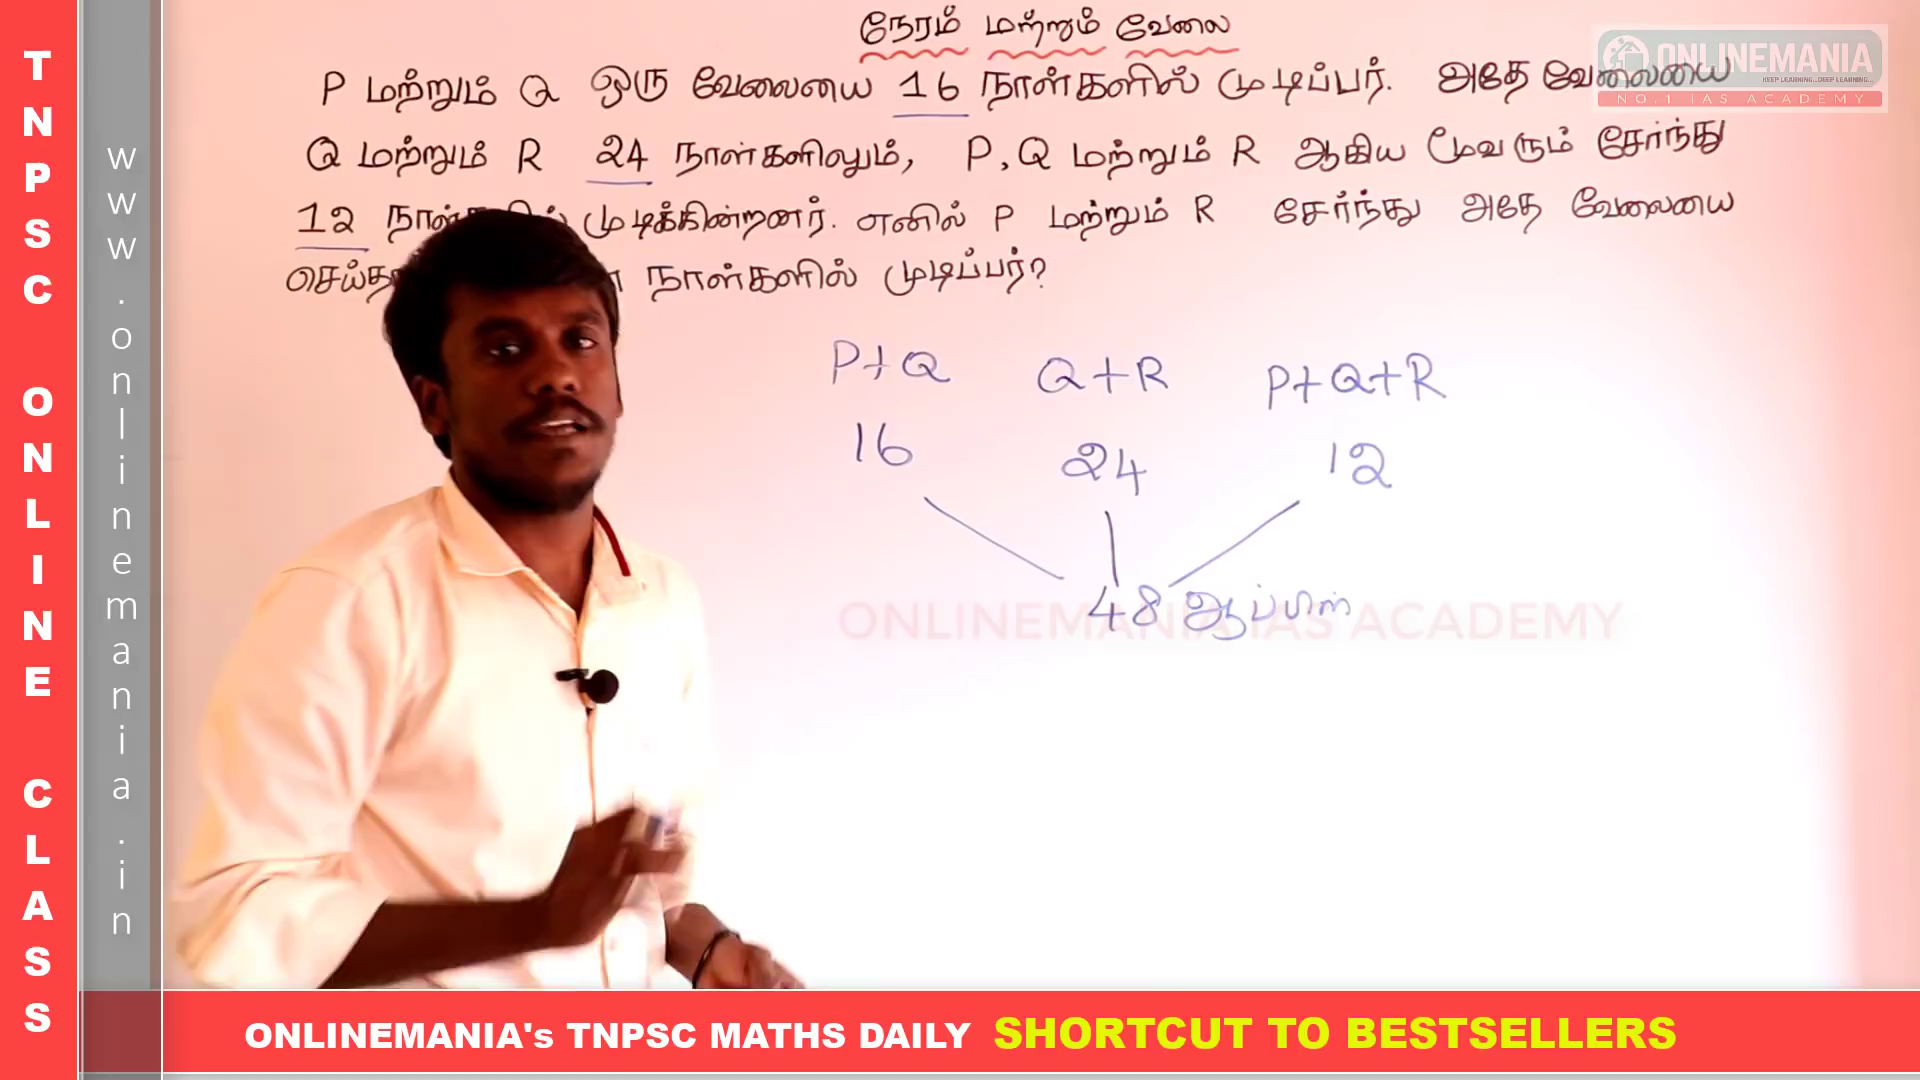 TNPSC ONLINE CLASS
www.onlinemania.in
ONLINEMANIA
KEEP LEARNING...DEEP LEARNING...
NO.1 IAS ACADEMY
நேரம் மற்றும் வேலை
P மற்றும் Q ஒரு வேலையை 16 நாள்களில் முடிப்பர். அதே வேலையை
Q மற்றும் R 24 நாள்களிலும், P, Q மற்றும் R ஆகிய மூவரும் சேர்ந்து
12 முடிக்கின்றனர். எனில் P மற்றும் R சேர்ந்து அதே வேலையை
நாள்களில் முடிப்பர்?
P+Q Q+R P+Q+R
16 24 12
48 ஆப்பிள்
ONLINEMANIA IAS ACADEMY
ONLINEMANIA's TNPSC MATHS DAILY SHORTCUT TO BESTSELLERS